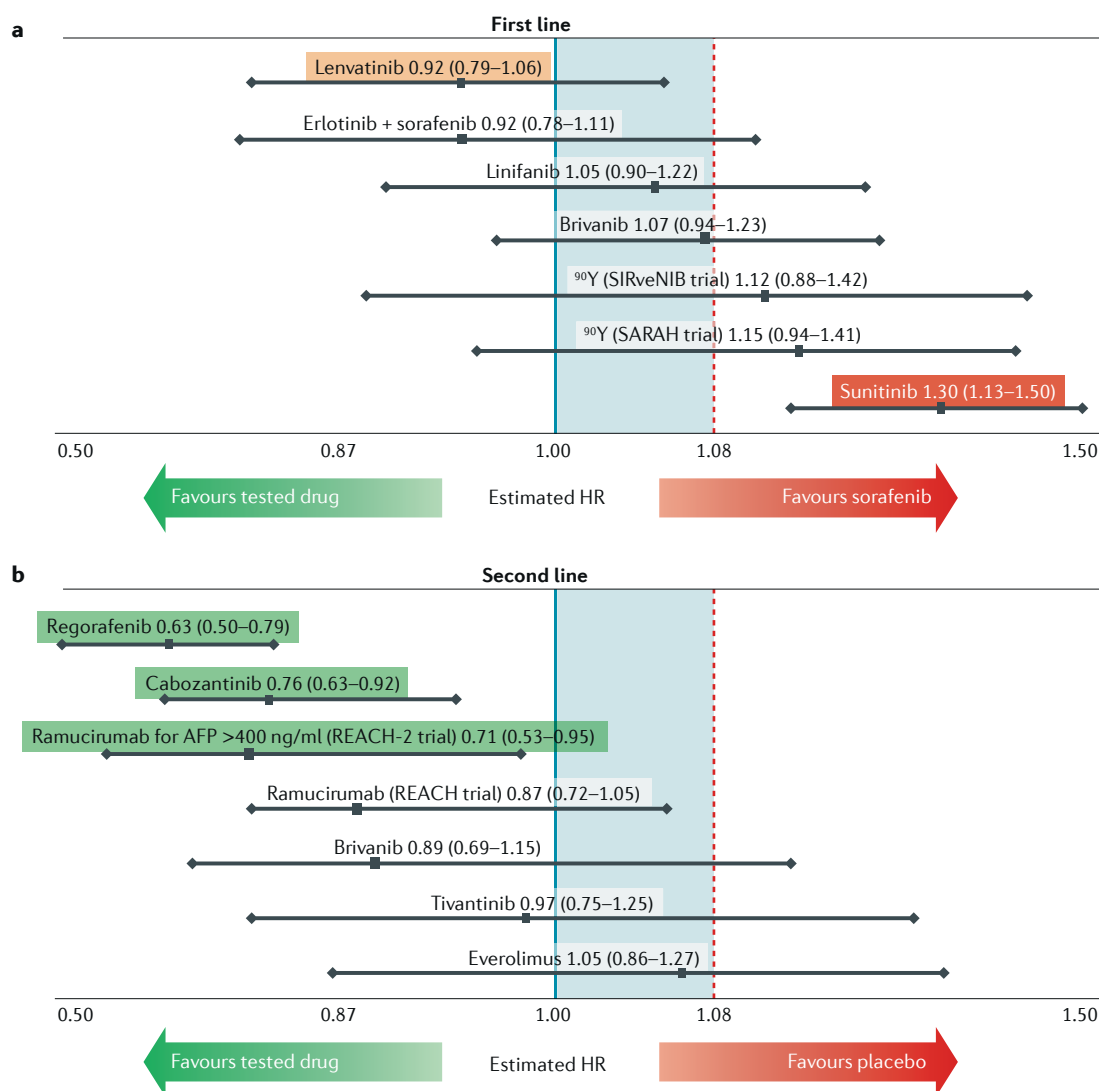 a
First line
Lenvatinib 0.92 (0.79–1.06)
Erlotinib + sorafenib 0.92 (0.78–1.11)
Linifanib 1.05 (0.90–1.22)
Brivanib 1.07 (0.94–1.23)
⁹⁰Y (SIRveNIB trial) 1.12 (0.88–1.42)
⁹⁰Y (SARAH trial) 1.15 (0.94–1.41)
Sunitinib 1.30 (1.13–1.50)
0.50 0.87 1.00 1.08 1.50
Favours tested drug Estimated HR Favours sorafenib
b
Second line
Regorafenib 0.63 (0.50–0.79)
Cabozantinib 0.76 (0.63–0.92)
Ramucirumab for AFP >400 ng/ml (REACH-2 trial) 0.71 (0.53–0.95)
Ramucirumab (REACH trial) 0.87 (0.72–1.05)
Brivanib 0.89 (0.69–1.15)
Tivantinib 0.97 (0.75–1.25)
Everolimus 1.05 (0.86–1.27)
0.50 0.87 1.00 1.08 1.50
Favours tested drug Estimated HR Favours placebo